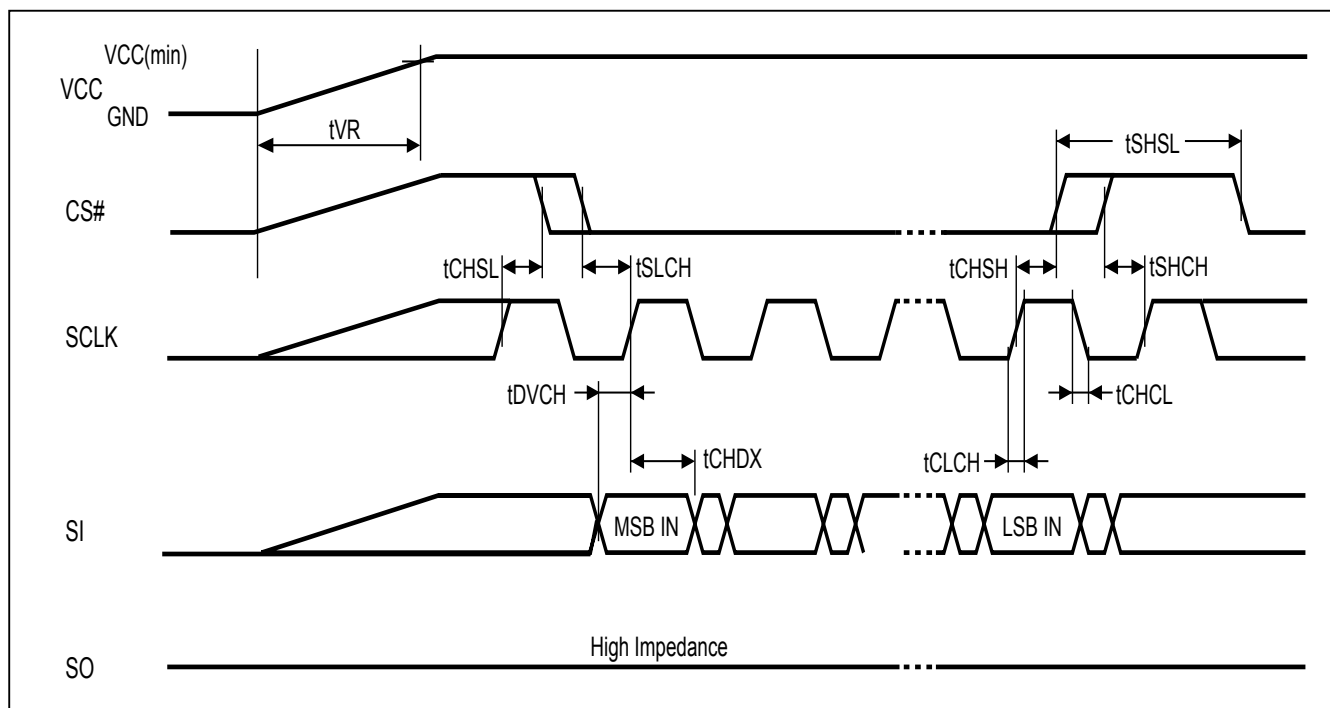 VCC(min)
VCC
GND
tVR
tSHSL
CS#
tCHSL
tSLCH
tCHSH
tSHCH
SCLK
tDVCH
tCHCL
tCHDX
tCLCH
SI
MSB IN
LSB IN
High Impedance
SO